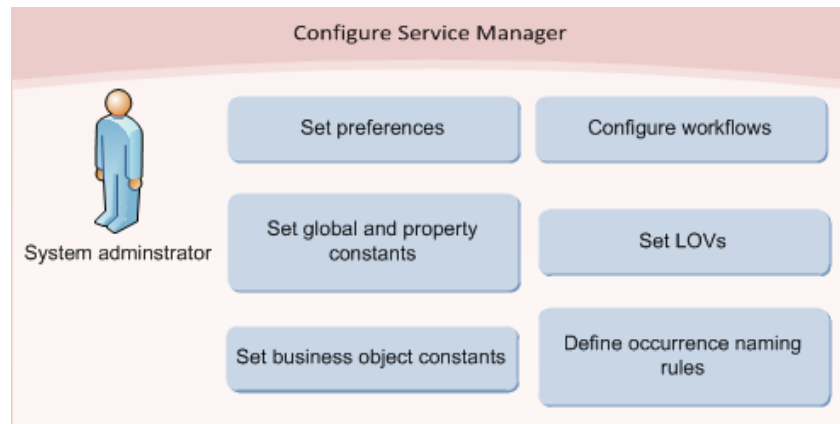 Configure Service Manager
Set preferences
Configure workflows
Set global and property
constants
Set LOVs
System adminstrator
Set business object constants
Define occurrence naming
rules